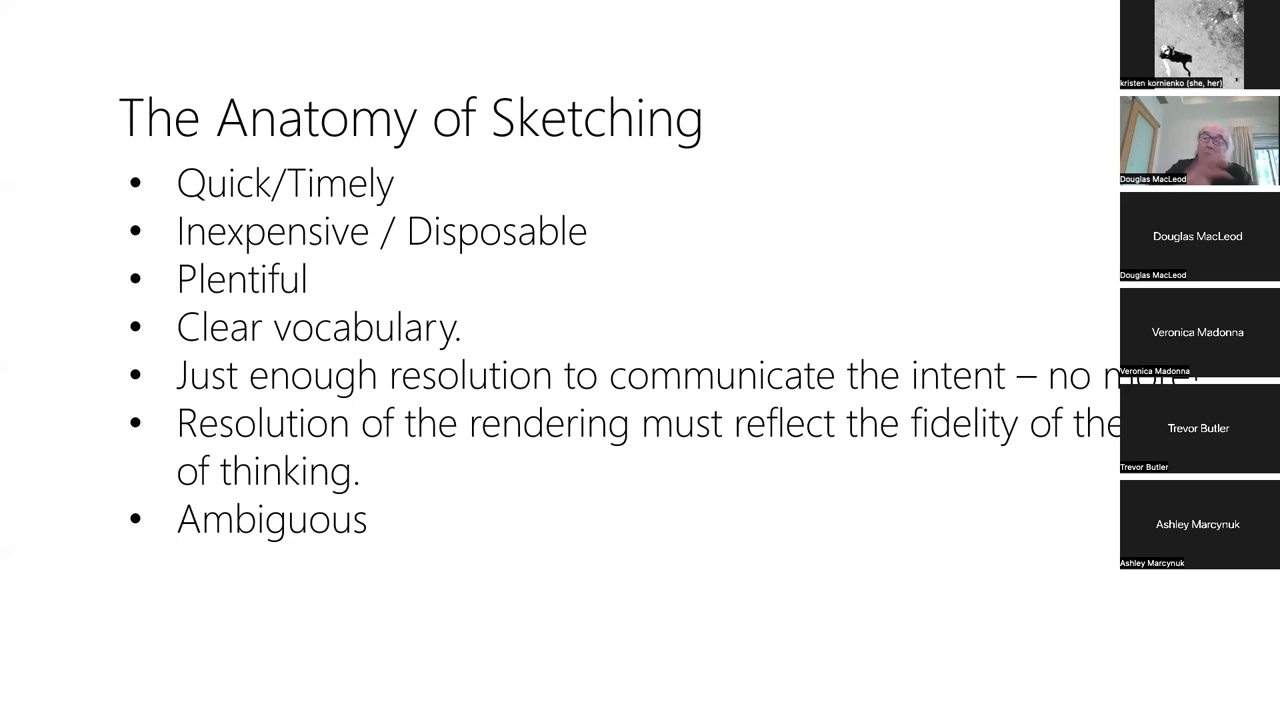 The Anatomy of Sketching
• Quick/Timely
• Inexpensive / Disposable
• Plentiful
• Clear vocabulary.
• Just enough resolution to communicate the intent – no more.
• Resolution of the rendering must reflect the fidelity of the
of thinking.
• Ambiguous
kristen kornienko (she, her)
Douglas MacLeod
Douglas MacLeod
Douglas MacLeod
Veronica Madonna
Veronica Madonna
Trevor Butler
Trevor Butler
Ashley Marcynuk
Ashley Marcynuk